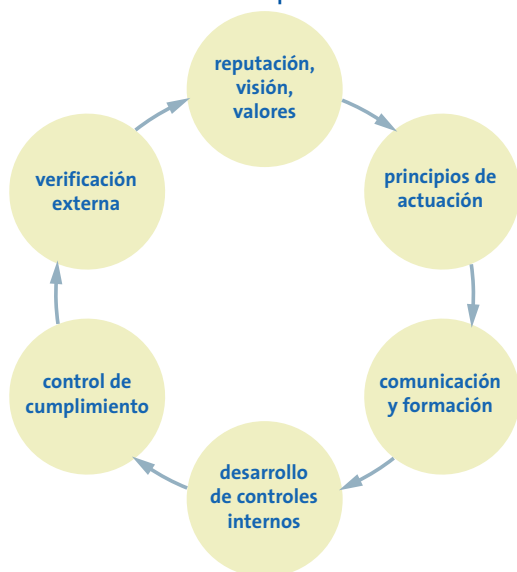 reputación,
visión,
valores
principios de
actuación
comunicación
y formación
desarrollo
de controles
internos
control de
cumplimiento
verificación
externa